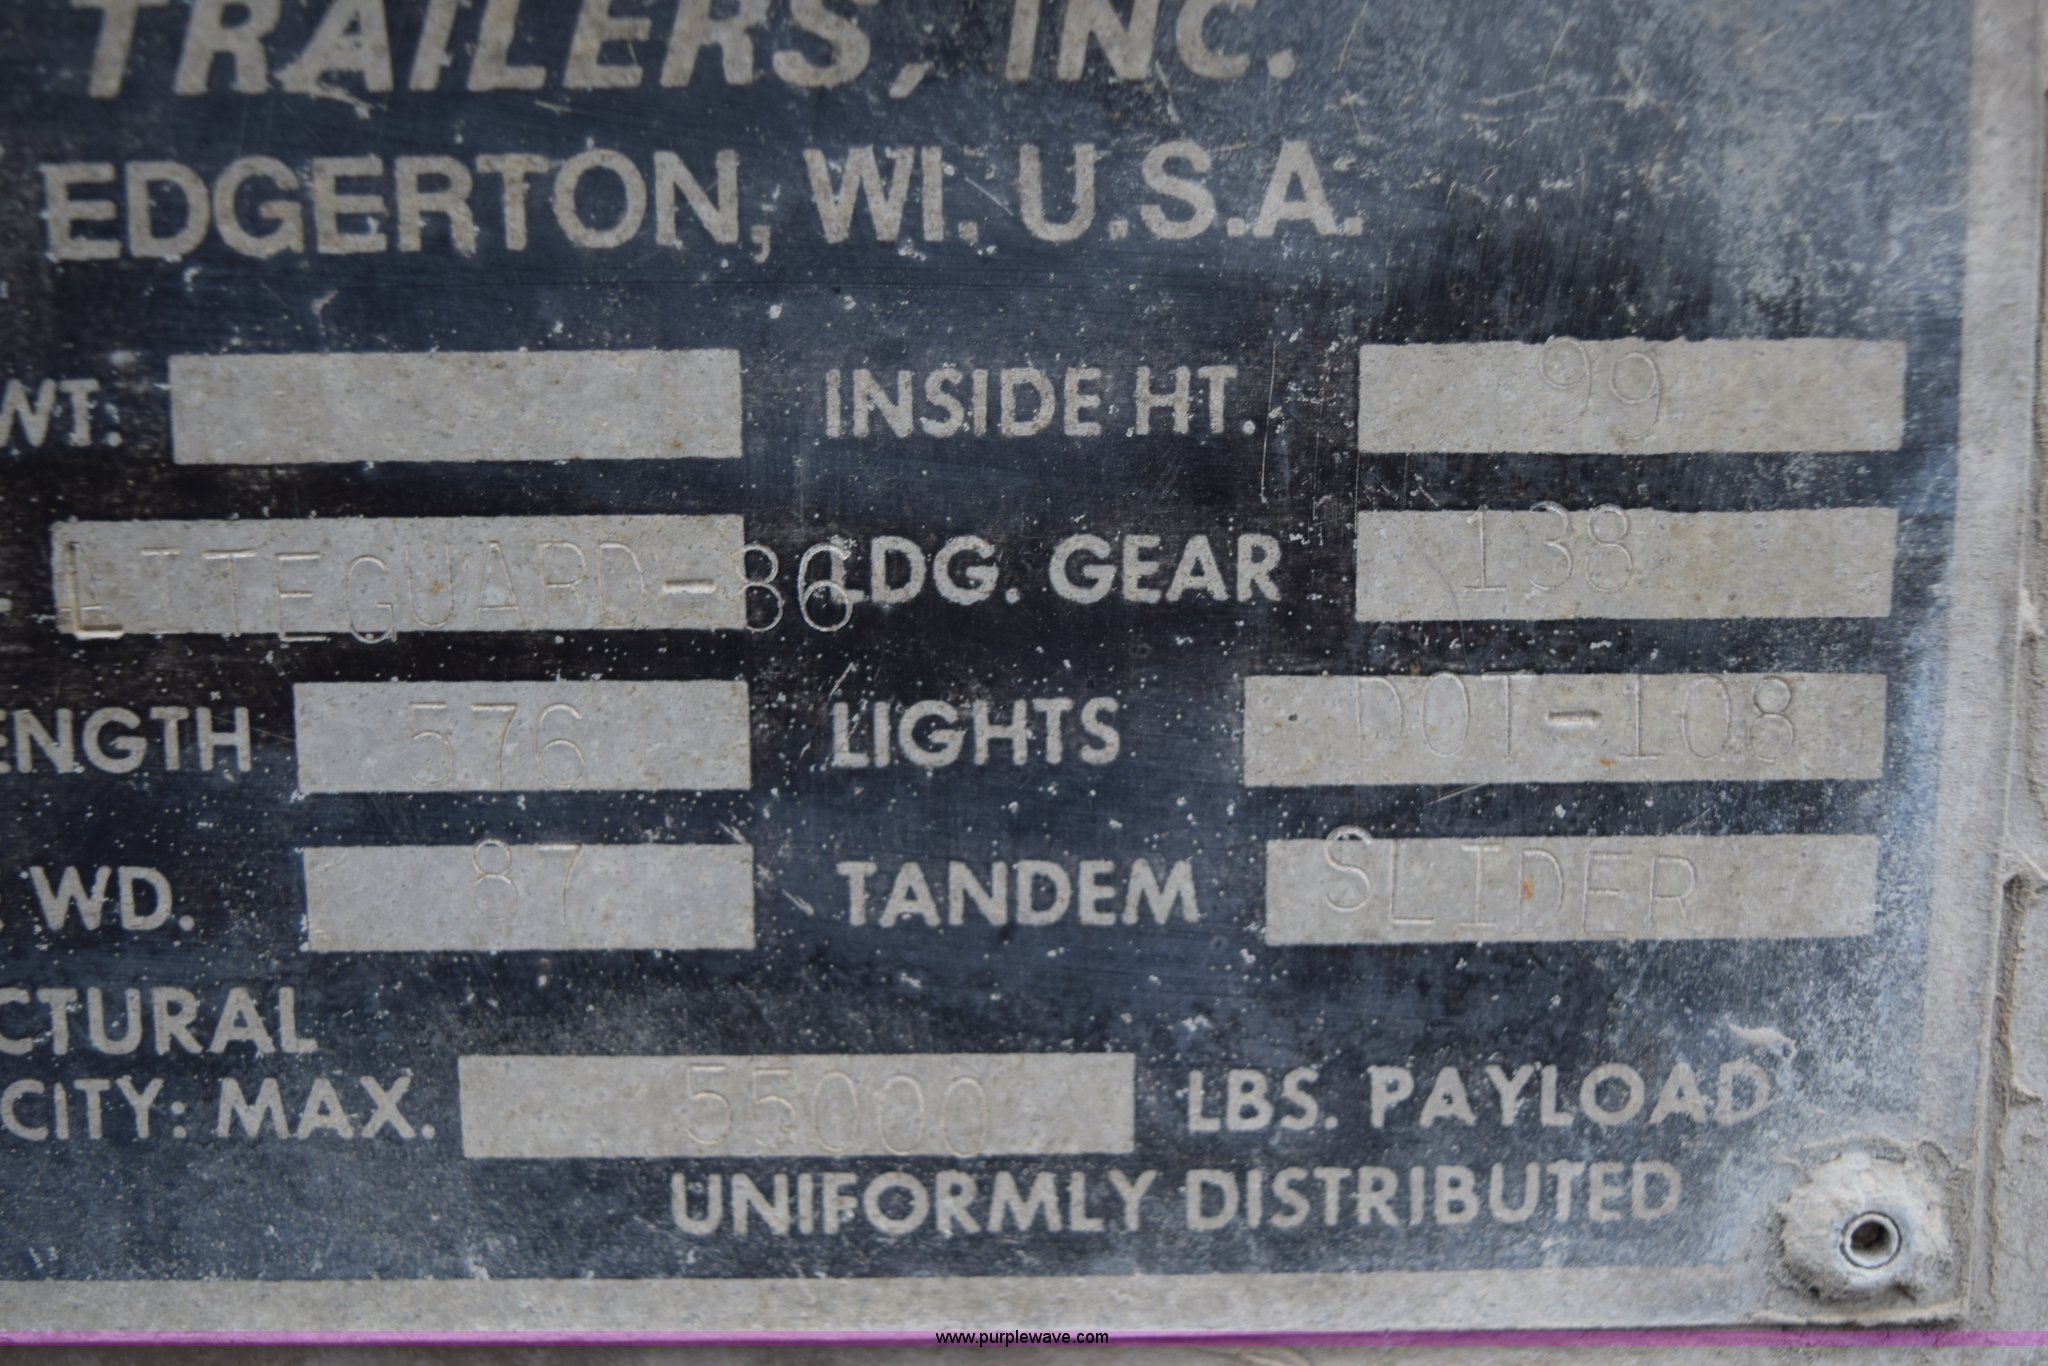 TRAILERS, INC.
EDGERTON, WI. U.S.A.
WT: INSIDE HT. 99
LITEGUARD-86 LDG. GEAR 138
ENGTH 576 LIGHTS DOT-108
WD. 87 TANDEM SLIDER
CTURAL
CITY: MAX. 55000 LBS. PAYLOAD
UNIFORMLY DISTRIBUTED
www.purplewave.com